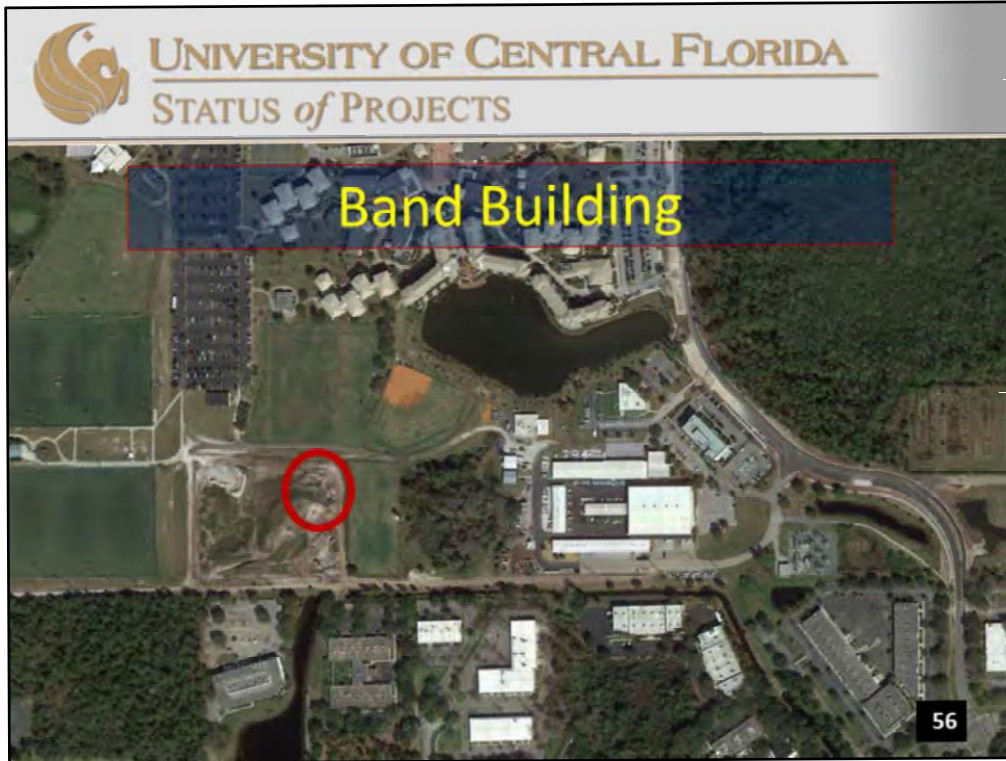 UNIVERSITY OF CENTRAL FLORIDA
STATUS of PROJECTS
Band Building
56